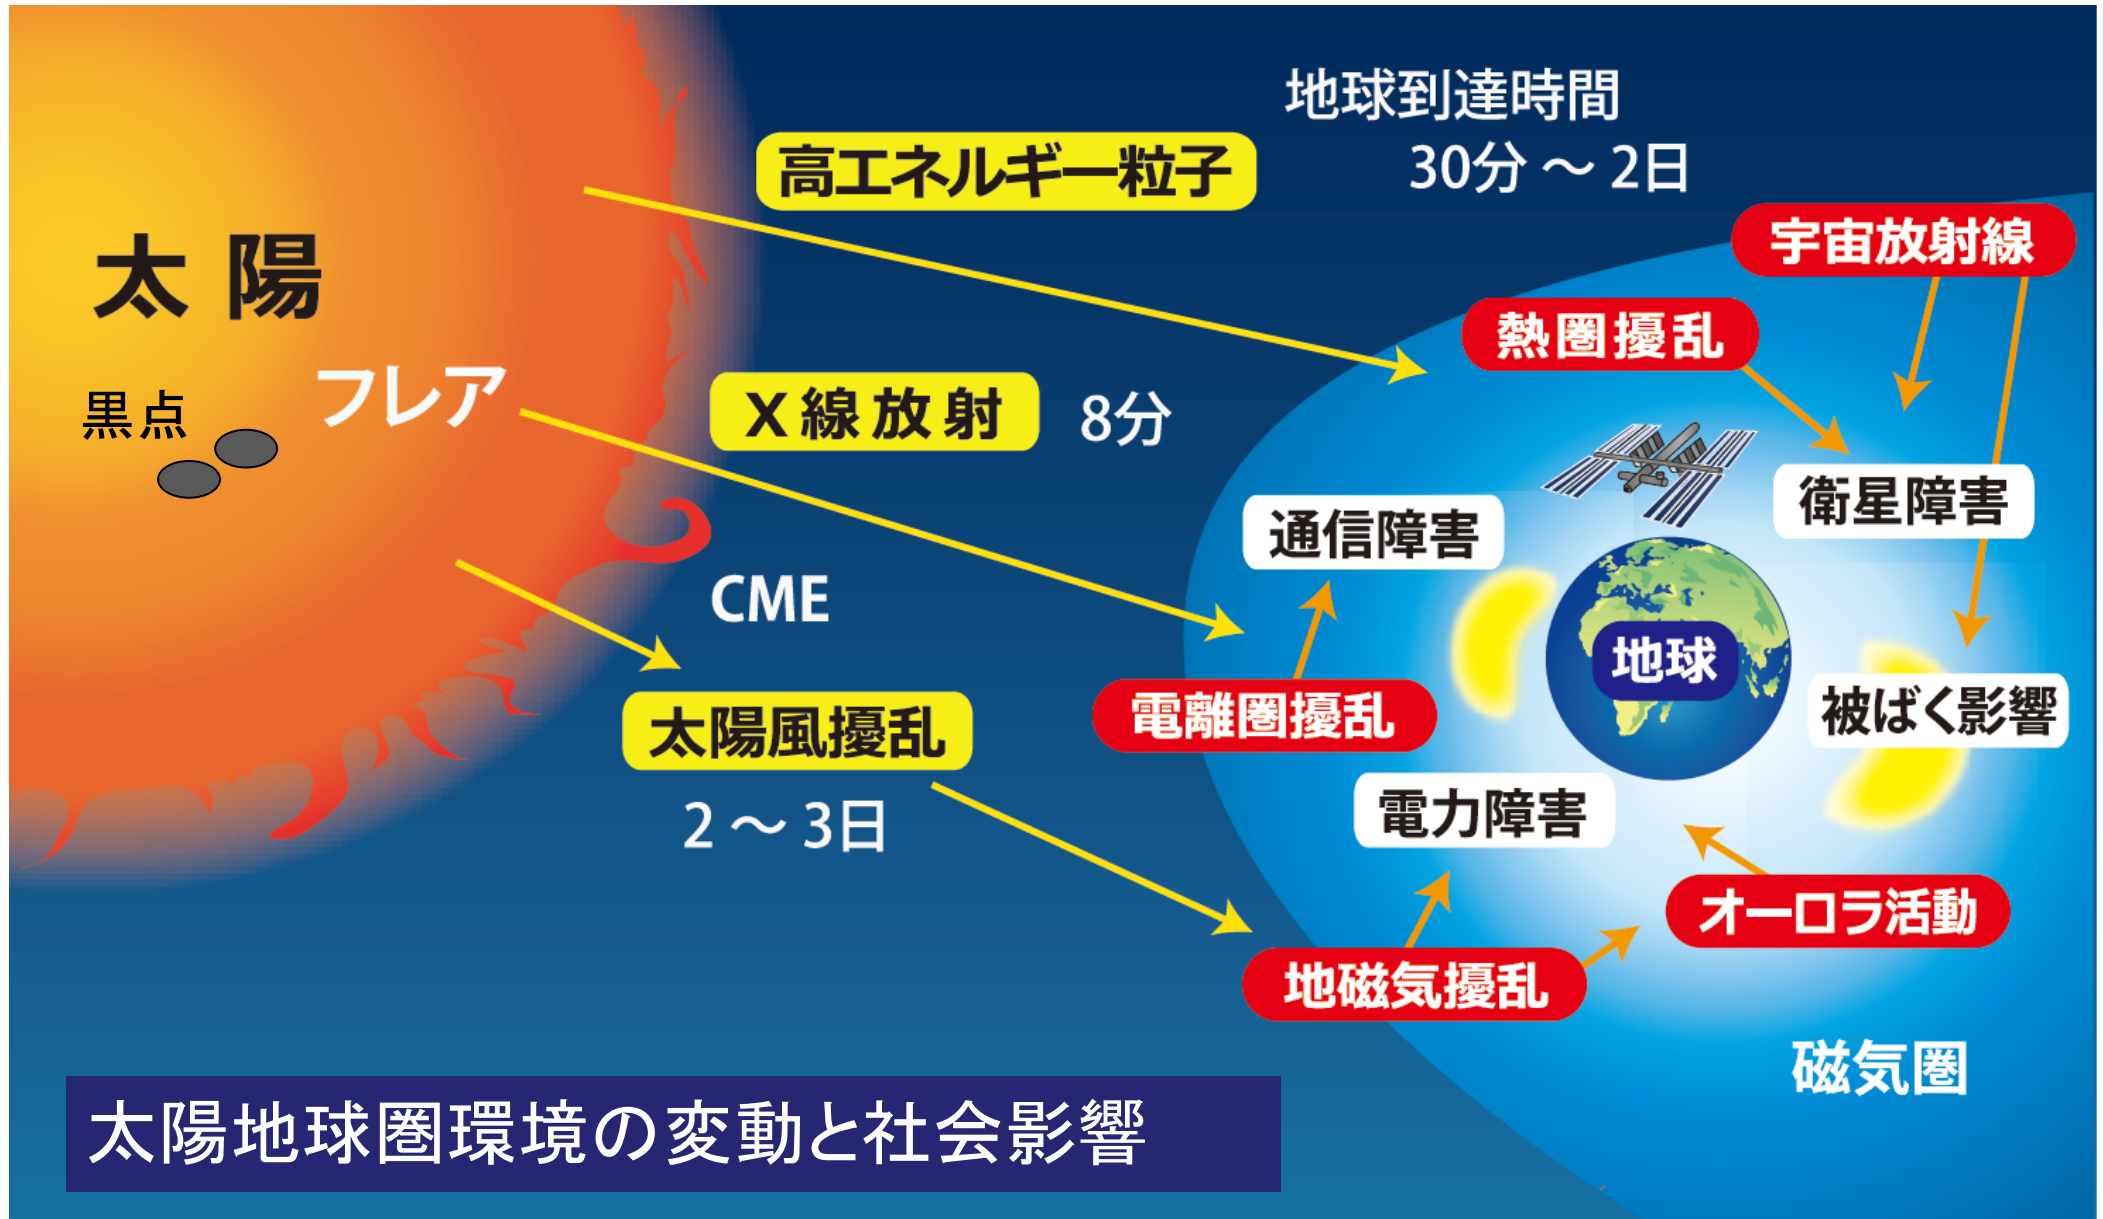 地球到達時間
高エネルギー粒子
30分 ～ 2日
宇宙放射線
太 陽
熱圏擾乱
フレア
黒点
X線放射
8分
衛星障害
通信障害
CME
地球
電離圏擾乱
被ばく影響
太陽風擾乱
2 ～ 3日
電力障害
オーロラ活動
地磁気擾乱
磁気圏
太陽地球圏環境の変動と社会影響